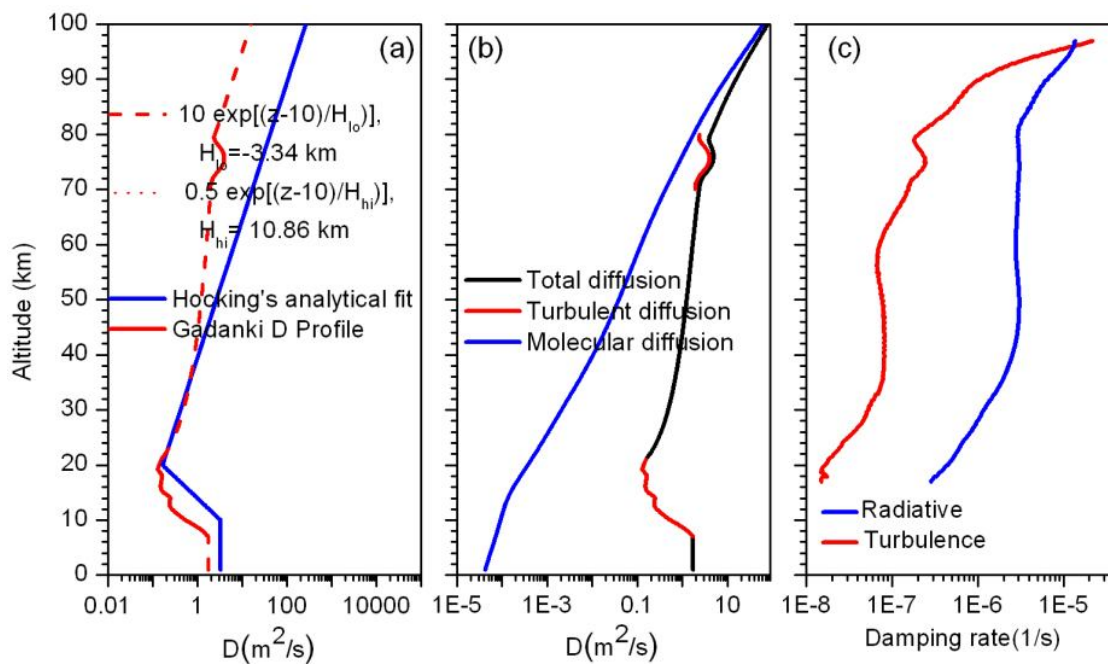 (a)
10 exp[(z-10)/H_lo)],
H_lo=-3.34 km
0.5 exp[(z-10)/H_hi)],
H_hi= 10.86 km
Hocking's analytical fit
Gadanki D Profile
Altitude (km)
100
90
80
70
60
50
40
30
20
10
0
0.01 1 100 10000
D(m²/s)
(b)
Total diffusion
Turbulent diffusion
Molecular diffusion
1E-5 1E-3 0.1 10
D(m²/s)
(c)
Radiative
Turbulence
1E-8 1E-7 1E-6 1E-5
Damping rate(1/s)